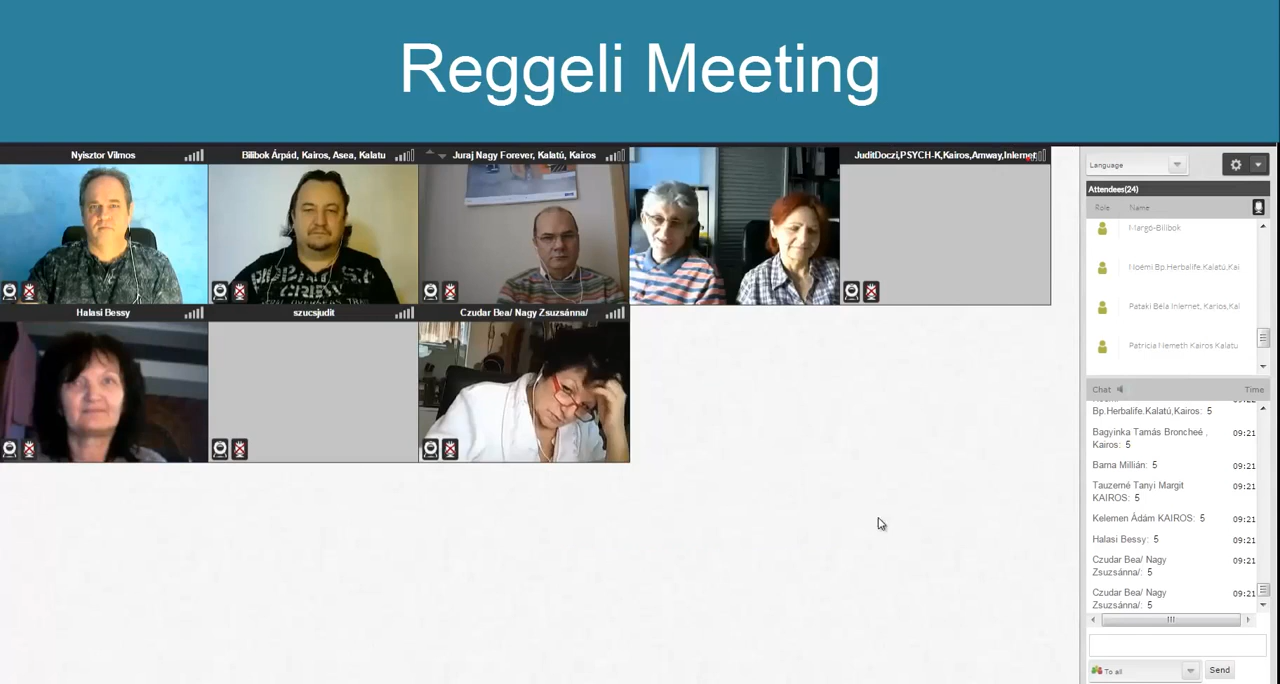 Reggeli Meeting
Nyisztor Vilmos
Bilibok Árpád, Kairos, Asea, Kalatu
Juraj Nagy Forever, Kalatú, Kairos
JuditDoczi,PSYCH-K,Kairos,Amway,Inlernet
Halasi Bessy
szucsjudit
Czudar Bea/ Nagy Zsuzsánna/
Language
Attendees(24)
Role Name
Margó-Bilibok
Noémi Bp.Herbalife.Kalatú,Kai
Pataki Béla Inlernet, Karios,Kal
Patricia Nemeth Kairos Kalatu
Chat Time
Bp.Herbalife.Kalatú,Kairos: 5
Bagyinka Tamás Broncheé , 09:21
Kairos: 5
Barna Millián: 5 09:21
Tauzerné Tanyi Margit 09:21
KAIROS: 5
Kelemen Ádám KAIROS: 5 09:21
Halasi Bessy: 5 09:21
Czudar Bea/ Nagy 09:21
Zsuzsánna/: 5
Czudar Bea/ Nagy 09:21
Zsuzsánna/: 5
To all Send